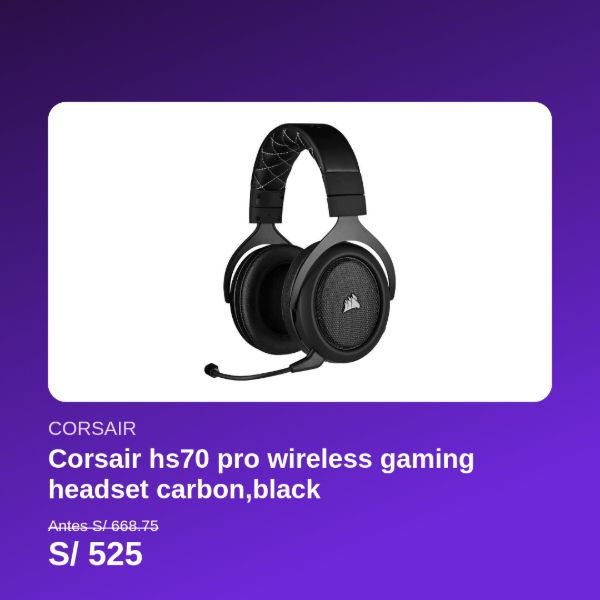 CORSAIR
Corsair hs70 pro wireless gaming
headset carbon,black
Antes S/ 668.75
S/ 525